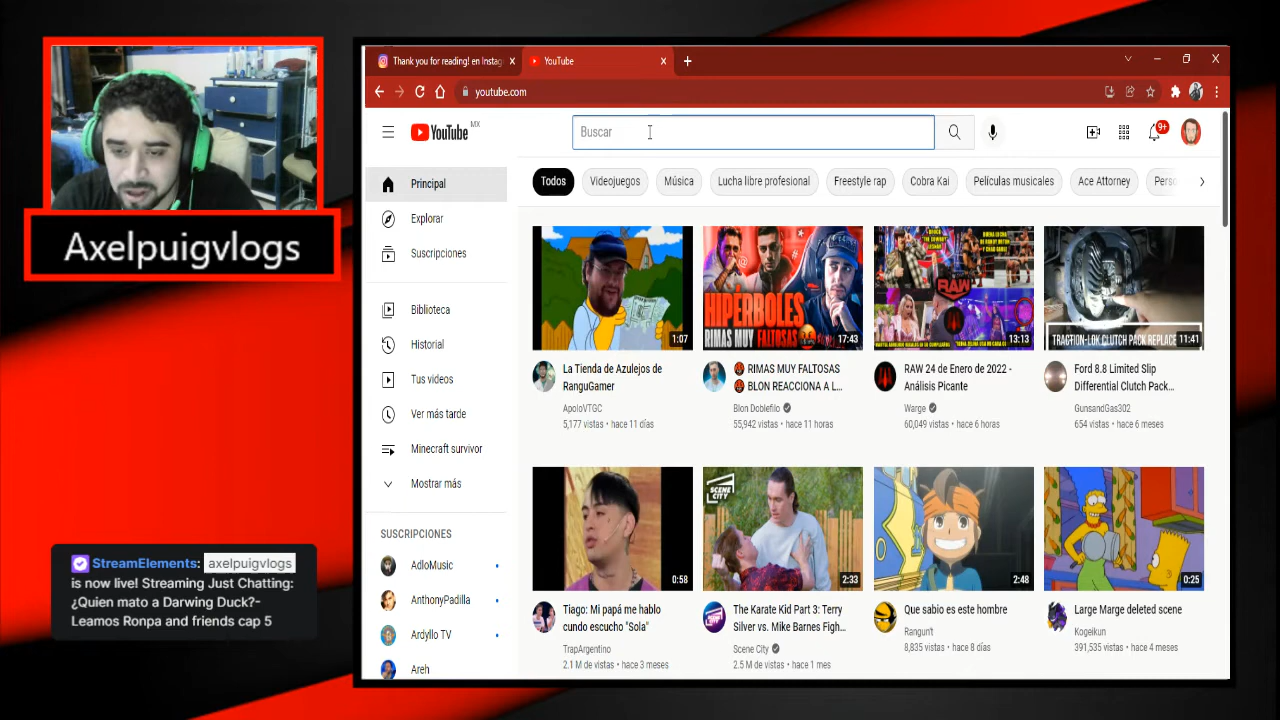 Axelpuigvlogs
StreamElements: axelpuigvlogs
is now live! Streaming Just Chatting:
¿Quien mato a Darwing Duck?-
Leamos Ronpa and friends cap 5
Thank you for reading! en Instag
YouTube
youtube.com
YouTube MX
Buscar
9+
Principal
Explorar
Suscripciones
Biblioteca
Historial
Tus videos
Ver más tarde
Minecraft survivor
Mostrar más
SUSCRIPCIONES
AdloMusic
AnthonyPadilla
Ardyllo TV
Areh
Todos
Videojuegos
Música
Lucha libre profesional
Freestyle rap
Cobra Kai
Películas musicales
Ace Attorney
Perso
1:07
La Tienda de Azulejos de
RanguGamer
ApoloVTGC
5,177 vistas • hace 11 días
HIPÉRBOLES
RIMAS MUY FALTOSAS
17:43
RIMAS MUY FALTOSAS
BLON REACCIONA A L...
Blon Doblefilo
55,942 vistas • hace 11 horas
RAW
13:13
RAW 24 de Enero de 2022 -
Análisis Picante
Warge
60,049 vistas • hace 6 horas
TRACTION-LOK CLUTCH PACK REPLACE
11:41
Ford 8.8 Limited Slip
Differential Clutch Pack...
GunsandGas302
654 vistas • hace 6 meses
0:58
Tiago: Mi papá me hablo
cundo escucho "Sola"
TrapArgentino
2.1 M de vistas • hace 3 meses
SCENE
CITY
2:33
The Karate Kid Part 3: Terry
Silver vs. Mike Barnes Figh...
Scene City
2.5 M de vistas • hace 1 mes
2:48
Que sabio es este hombre
Rangun't
8,835 vistas • hace 8 días
0:25
Large Marge deleted scene
Kogeikun
391,535 vistas • hace 4 meses